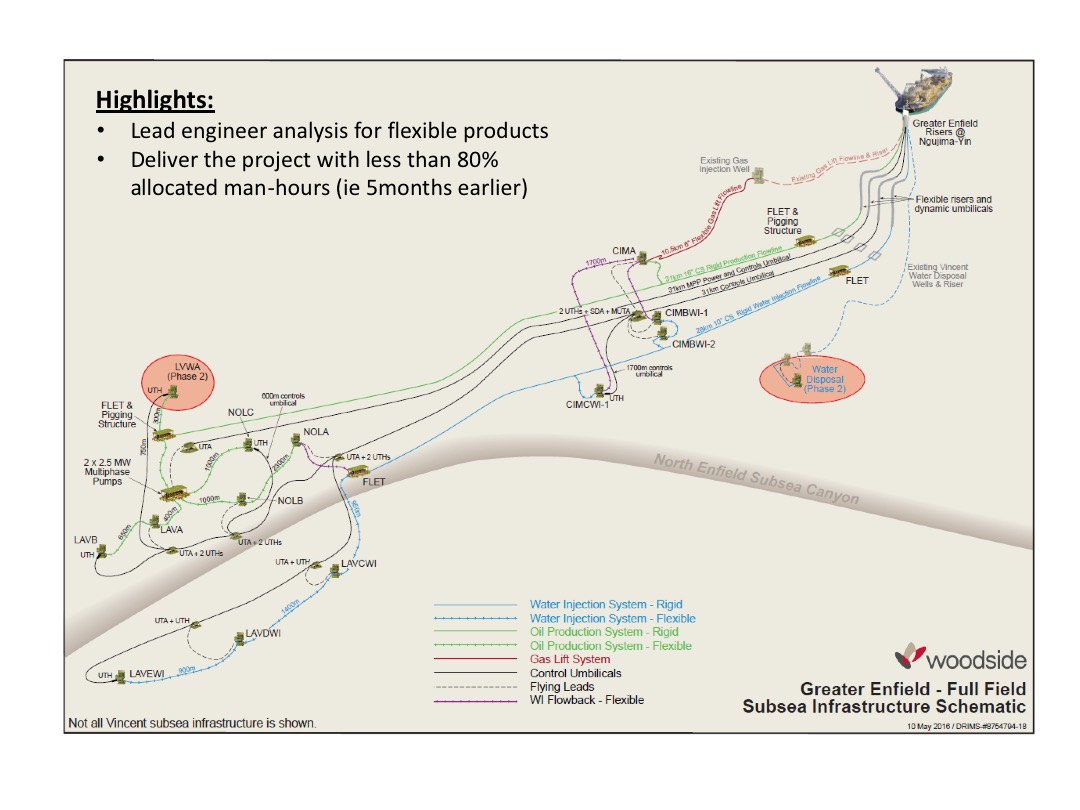 Highlights:
• Lead engineer analysis for flexible products
• Deliver the project with less than 80%
allocated man-hours (ie 5months earlier)
Greater Enfield
Risers @
Ngujima-Yin
Existing Gas
Injection Well
Existing Gas Lift Flowline & Riser
Flexible risers and
dynamic umbilicals
FLET &
Pigging
Structure
10.5km 6" Flexible Gas Lift Flowline
CIMA
1700m
31km 16" CS Rigid Production Flowline
31km MPP Power and Controls Umbilical
31km Controls Umbilical
FLET
Existing Vincent
Water Disposal
Wells & Riser
2 UTHs + SDA + MUTA
CIMBWI-1
28km 10" CS Rigid Water Injection Flowline
CIMBWI-2
1700m controls
umbilical
Water
Disposal
(Phase 2)
CIMCWI-1
UTH
LVWA
(Phase 2)
UTH
FLET &
Pigging
Structure
300m
750m
600m controls
umbilical
NOLC
UTH
NOLA
UTA
1000m
2300m
UTA + 2 UTHs
FLET
2 x 2.5 MW
Multiphase
Pumps
1000m
NOLB
400m
950m
LAVA
650m
LAVB
UTH
UTA + 2 UTHs
UTA + 2 UTHs
UTA + UTH
LAVCWI
1400m
UTA + UTH
LAVDWI
UTH
LAVEWI
900m
North Enfield Subsea Canyon
Water Injection System - Rigid
Water Injection System - Flexible
Oil Production System - Rigid
Oil Production System - Flexible
Gas Lift System
Control Umbilicals
Flying Leads
WI Flowback - Flexible
woodside
Greater Enfield - Full Field
Subsea Infrastructure Schematic
10 May 2016 / DRIMS-#8754794-18
Not all Vincent subsea infrastructure is shown.